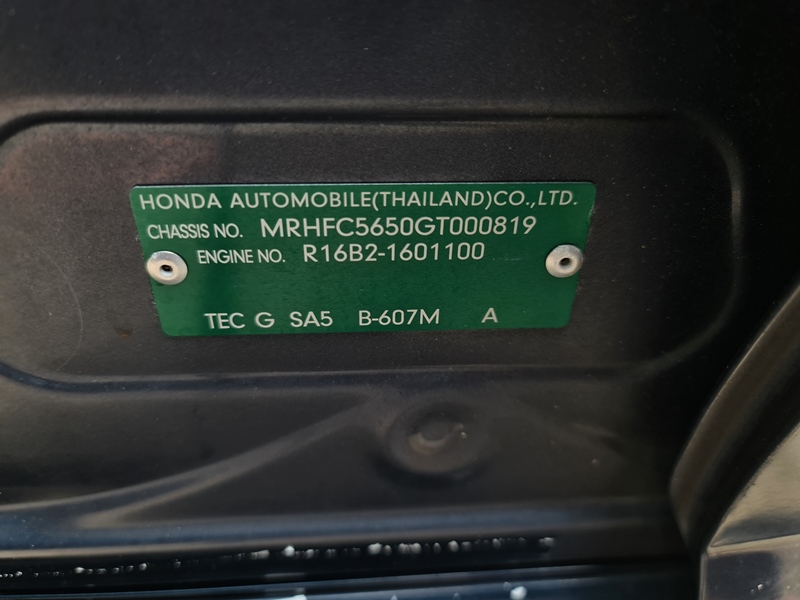 HONDA AUTOMOBILE(THAILAND)CO.,LTD.
CHASSIS NO. MRHFC5650GT000819
ENGINE NO. R16B2-1601100
TEC G SA5 B-607M A